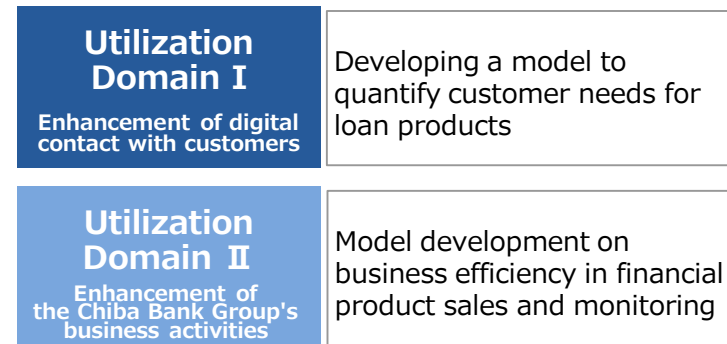 Utilization
Domain Ⅰ
Enhancement of digital
contact with customers
Developing a model to
quantify customer needs for
loan products
Utilization
Domain Ⅱ
Enhancement of
the Chiba Bank Group's
business activities
Model development on
business efficiency in financial
product sales and monitoring